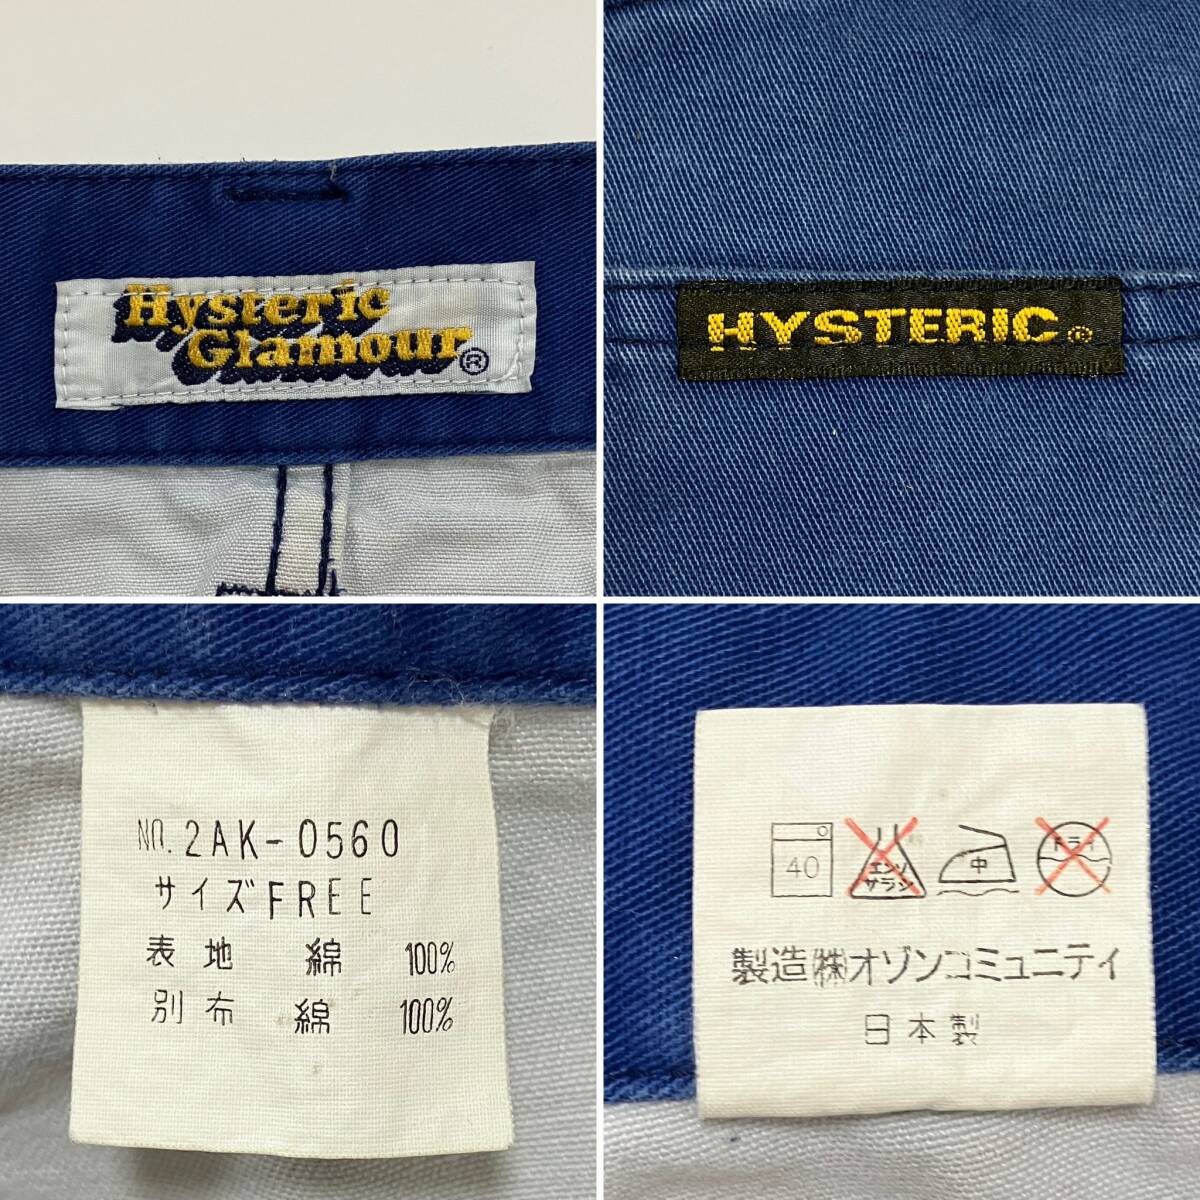 Hysteric
Glamour®
HYSTERIC®
NO.2AK-0560
サイズFREE
表地 綿 100%
別布 綿 100%
40 エンソサラシ 中 ドライ
製造(株)オゾンコミュニティ
日本製